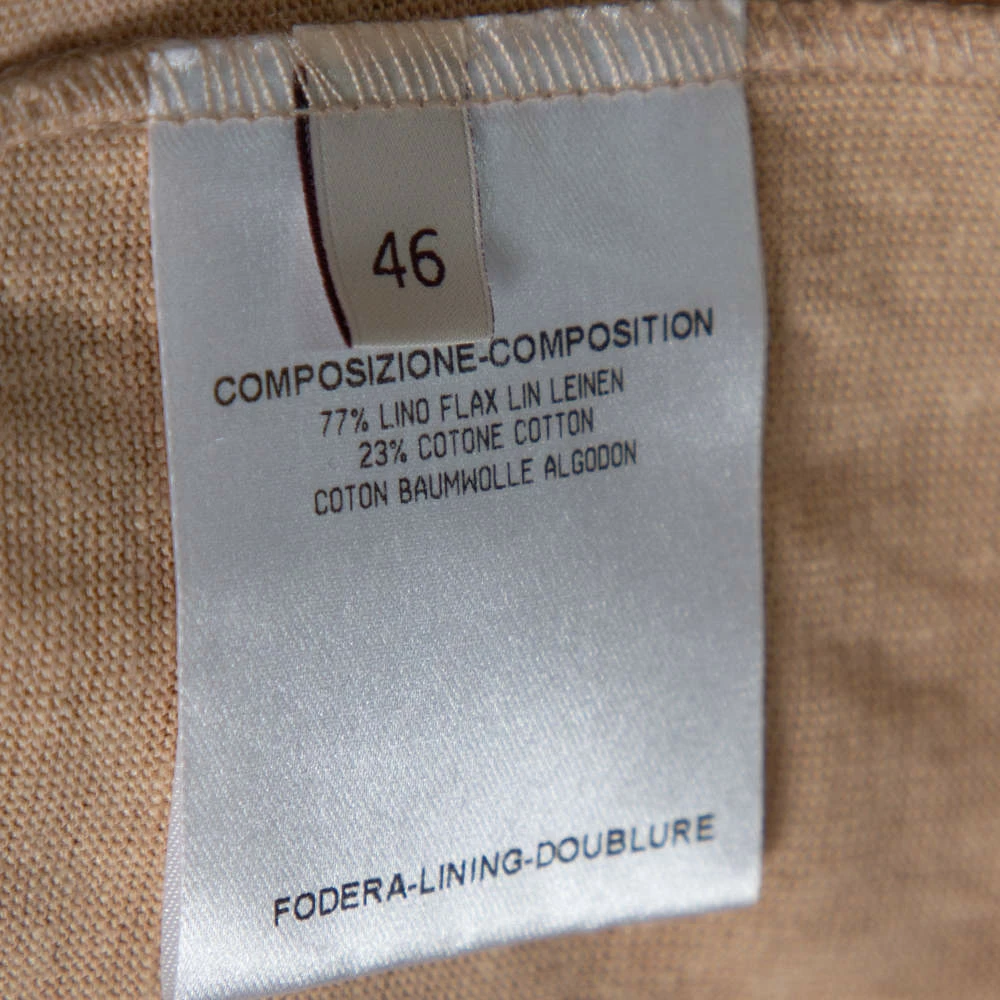 46
COMPOSIZIONE-COMPOSITION
77% LINO FLAX LIN LEINEN
23% COTONE COTTON
COTON BAUMWOLLE ALGODON
FODERA-LINING-DOUBLURE